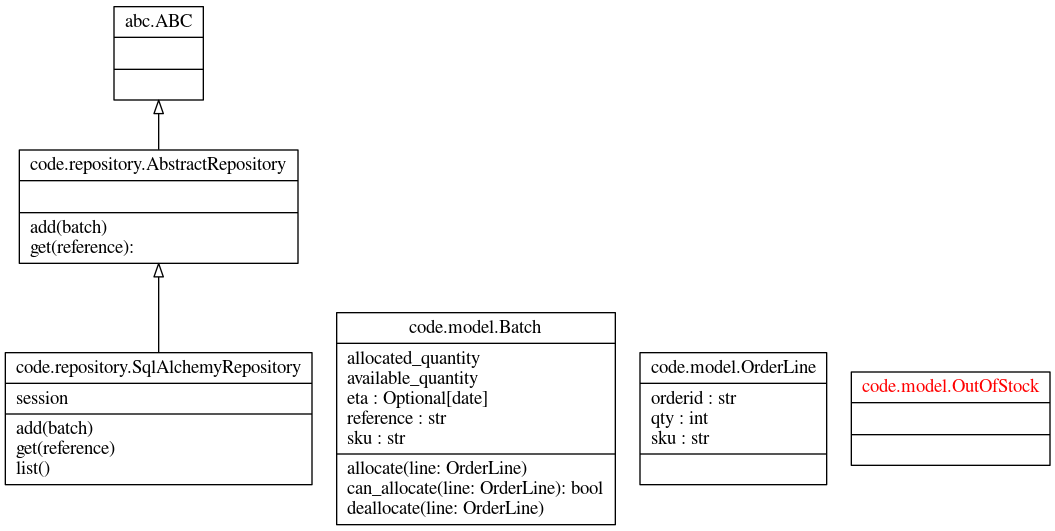 abc.ABC
code.repository.AbstractRepository
add(batch)
get(reference):
code.repository.SqlAlchemyRepository
session
add(batch)
get(reference)
list()
code.model.Batch
allocated_quantity
available_quantity
eta : Optional[date]
reference : str
sku : str
allocate(line: OrderLine)
can_allocate(line: OrderLine): bool
deallocate(line: OrderLine)
code.model.OrderLine
orderid : str
qty : int
sku : str
code.model.OutOfStock